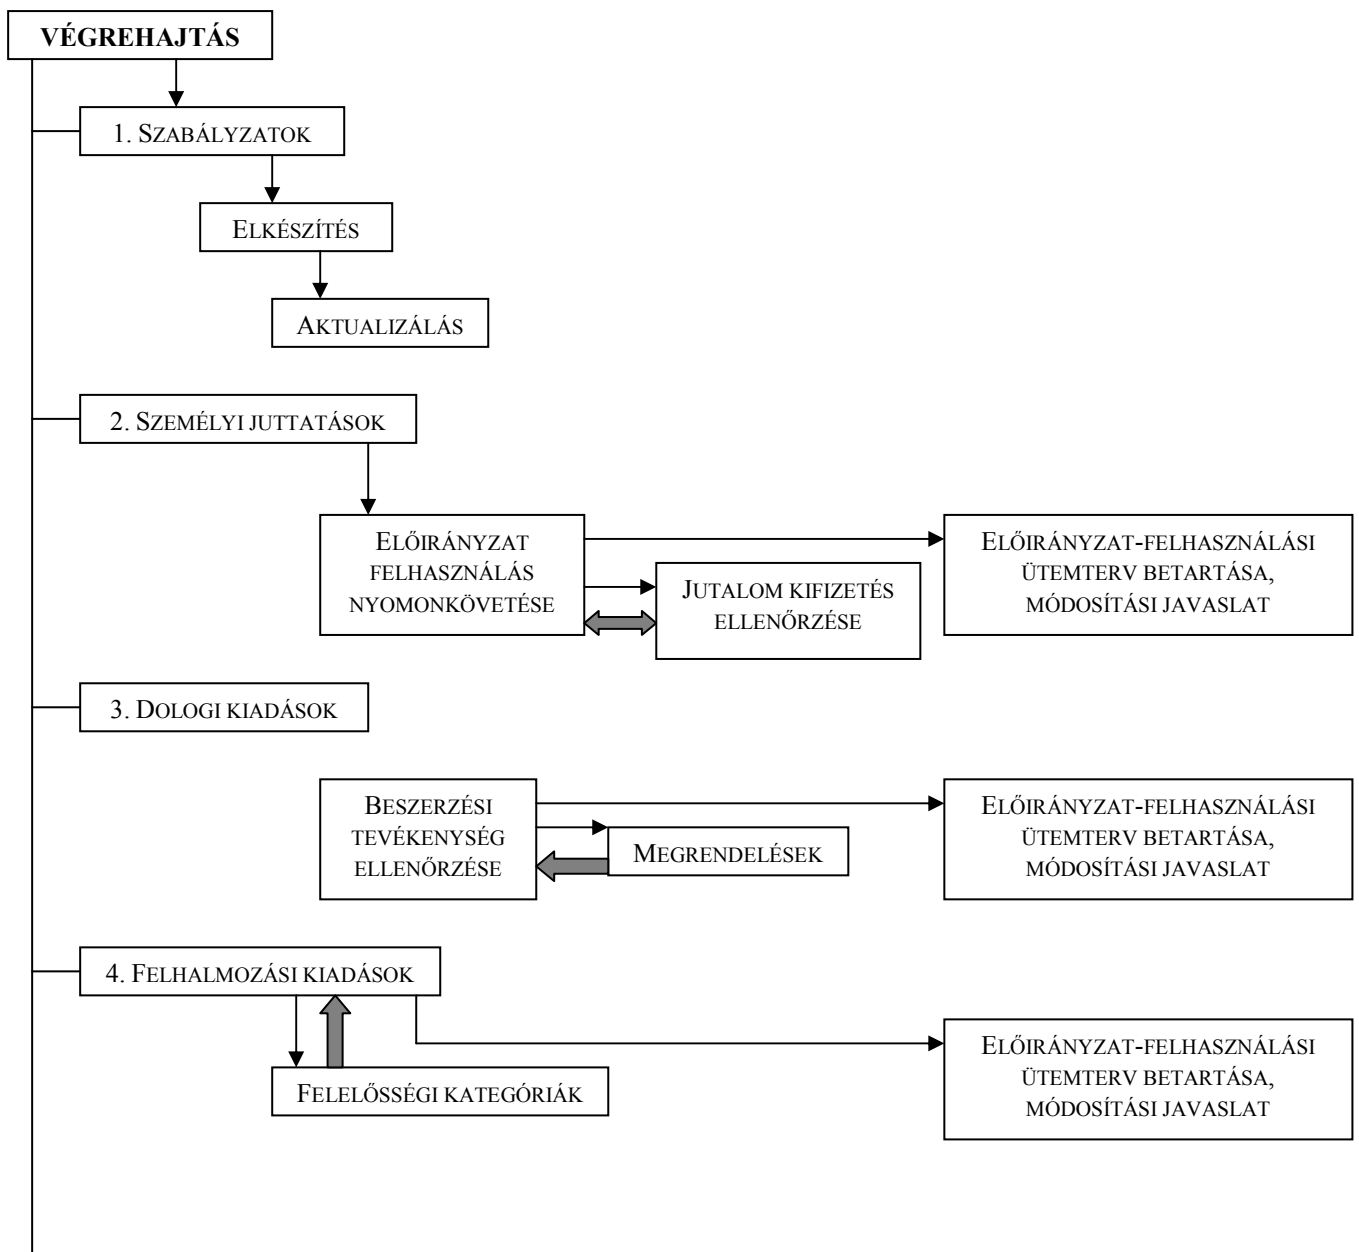 VÉGREHAJTÁS
1. SZABÁLYZATOK
ELKÉSZÍTÉS
AKTUALIZÁLÁS
2. SZEMÉLYI JUTTATÁSOK
ELŐIRÁNYZAT
FELHASZNÁLÁS
NYOMONKÖVETÉSE
JUTALOM KIFIZETÉS
ELLENŐRZÉSE
ELŐIRÁNYZAT-FELHASZNÁLÁSI
ÜTEMTERV BETARTÁSA,
MÓDOSÍTÁSI JAVASLAT
3. DOLOGI KIADÁSOK
BESZERZÉSI
TEVÉKENYSÉG
ELLENŐRZÉSE
MEGRENDELÉSEK
ELŐIRÁNYZAT-FELHASZNÁLÁSI
ÜTEMTERV BETARTÁSA,
MÓDOSÍTÁSI JAVASLAT
4. FELHALMOZÁSI KIADÁSOK
FELELŐSSÉGI KATEGÓRIÁK
ELŐIRÁNYZAT-FELHASZNÁLÁSI
ÜTEMTERV BETARTÁSA,
MÓDOSÍTÁSI JAVASLAT